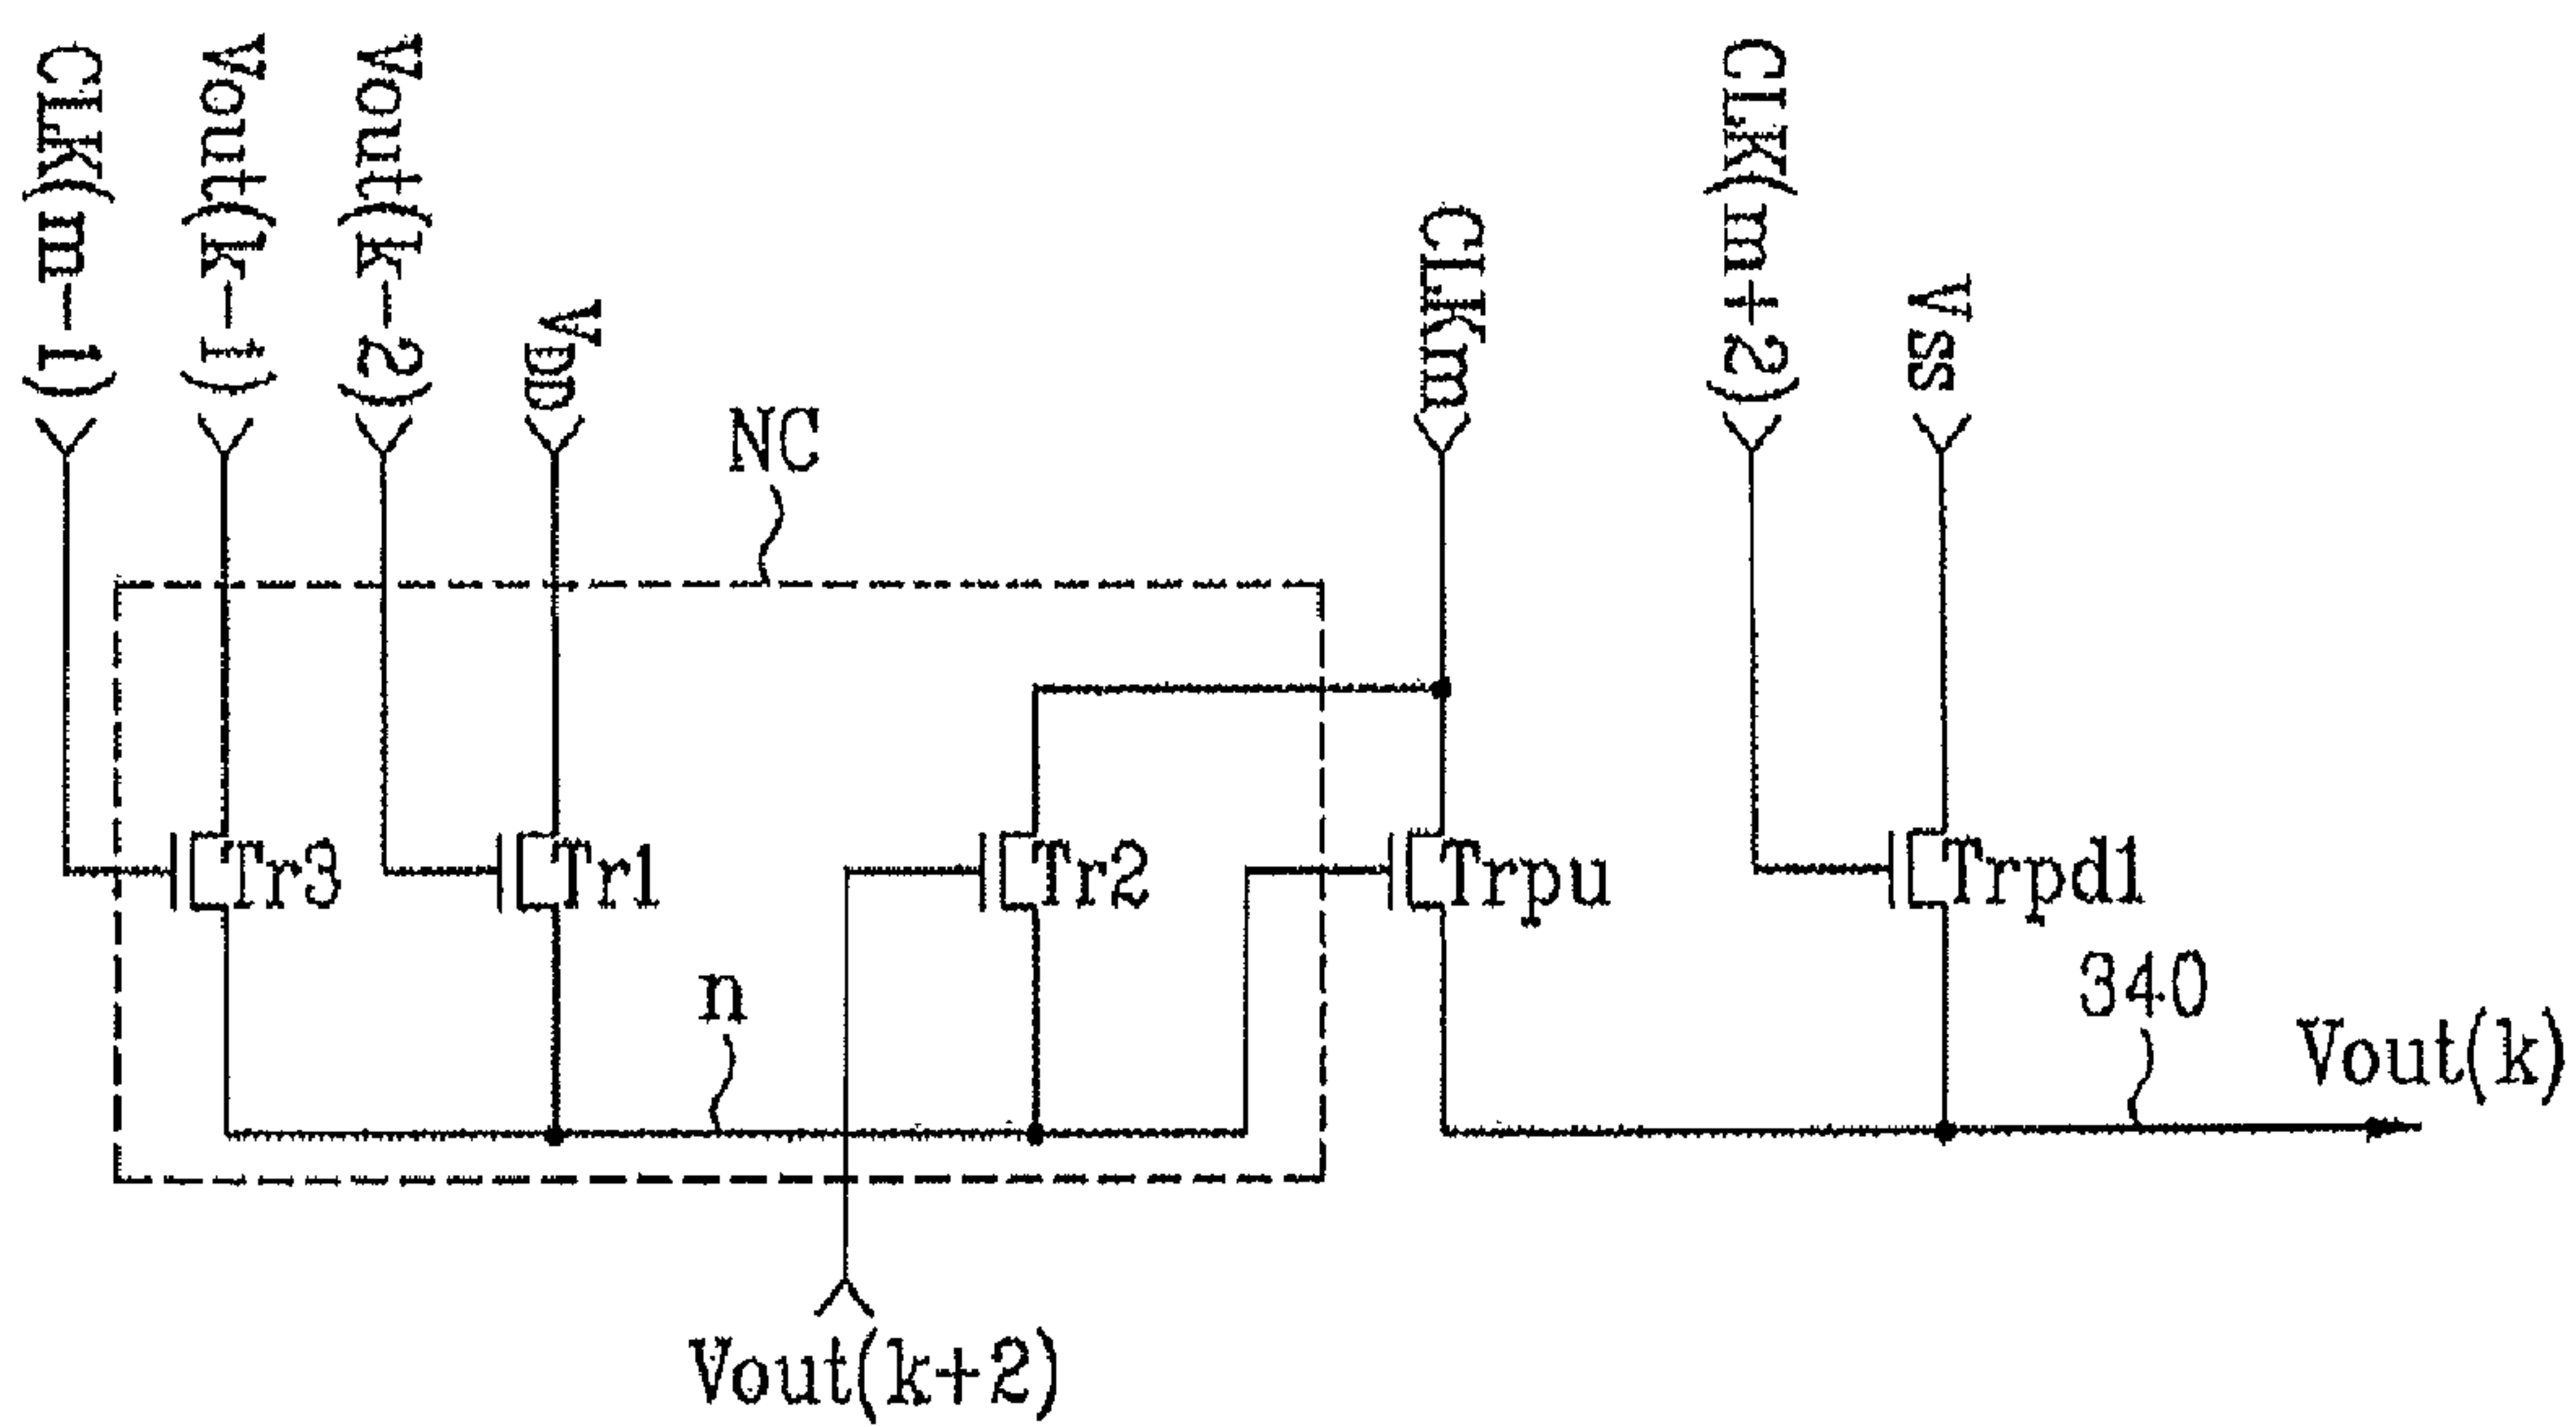 CLK(m-1)
Vout(k-1)
Vout(k-2)
VDD
NC
CLKm
CLK(m+2)
VSS
Tr3
Tr1
Tr2
Trpu
Trpd1
n
340
Vout(k)
Vout(k+2)